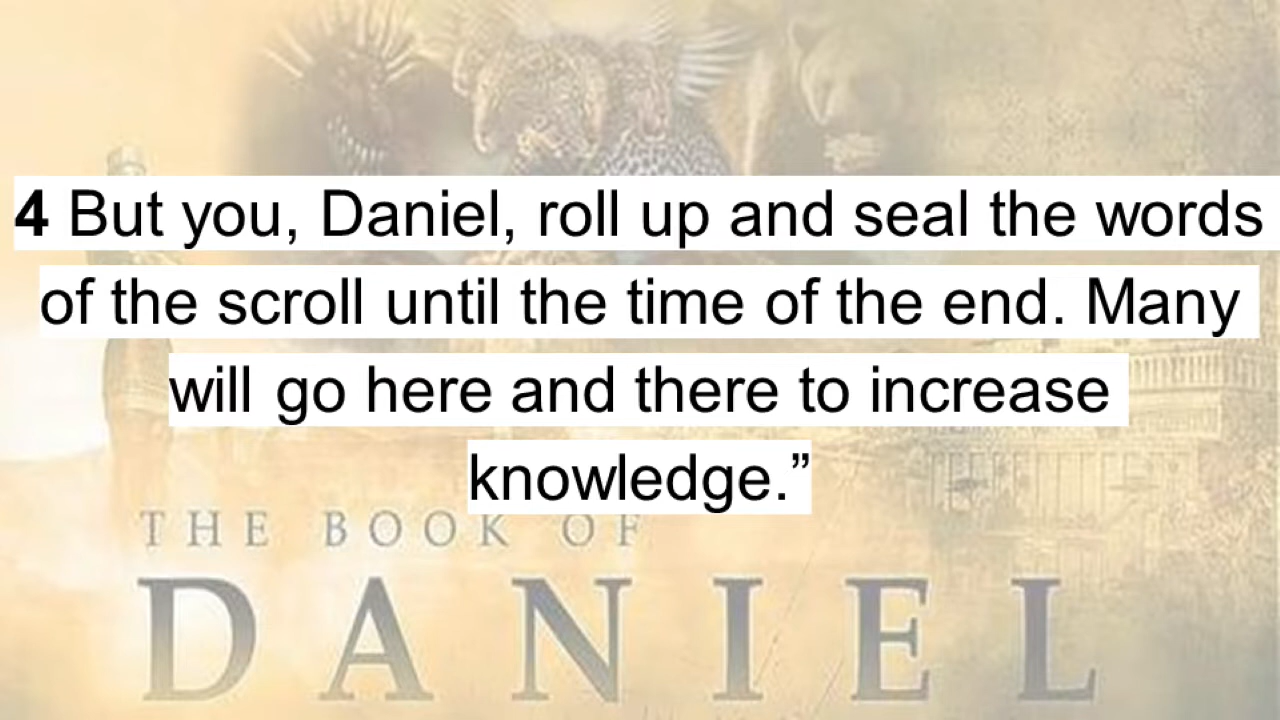 4 But you, Daniel, roll up and seal the words
of the scroll until the time of the end. Many
will go here and there to increase
knowledge.”
THE BOOK OF
DANIEL